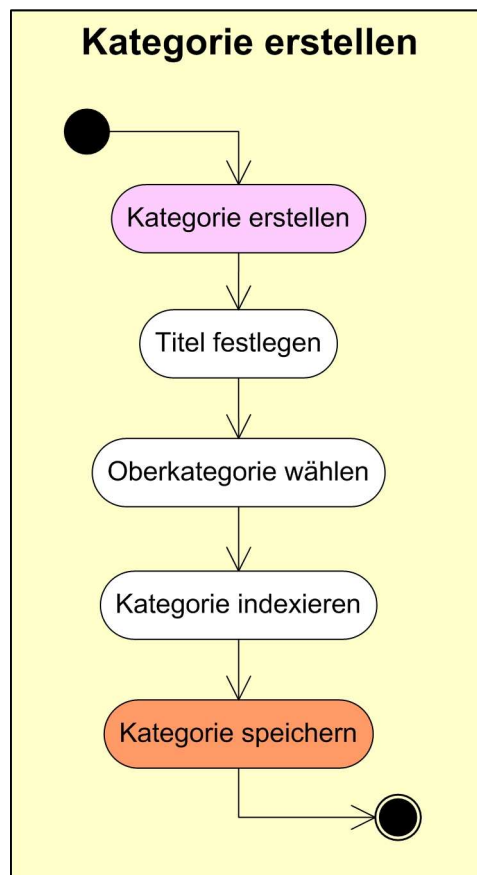 Kategorie erstellen
Kategorie erstellen
Titel festlegen
Oberkategorie wählen
Kategorie indexieren
Kategorie speichern